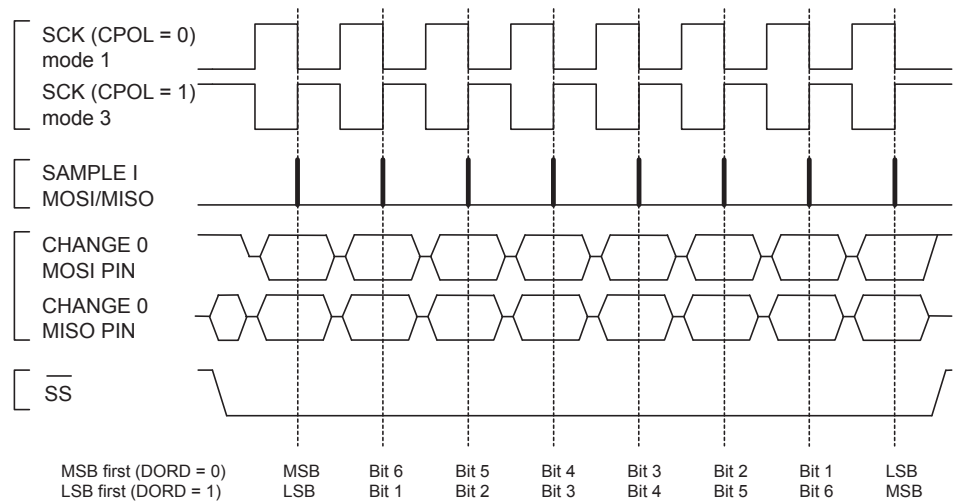 SCK (CPOL = 0)
mode 1
SCK (CPOL = 1)
mode 3
SAMPLE I
MOSI/MISO
CHANGE 0
MOSI PIN
CHANGE 0
MISO PIN
SS
MSB first (DORD = 0) MSB Bit 6 Bit 5 Bit 4 Bit 3 Bit 2 Bit 1 LSB
LSB first (DORD = 1) LSB Bit 1 Bit 2 Bit 3 Bit 4 Bit 5 Bit 6 MSB